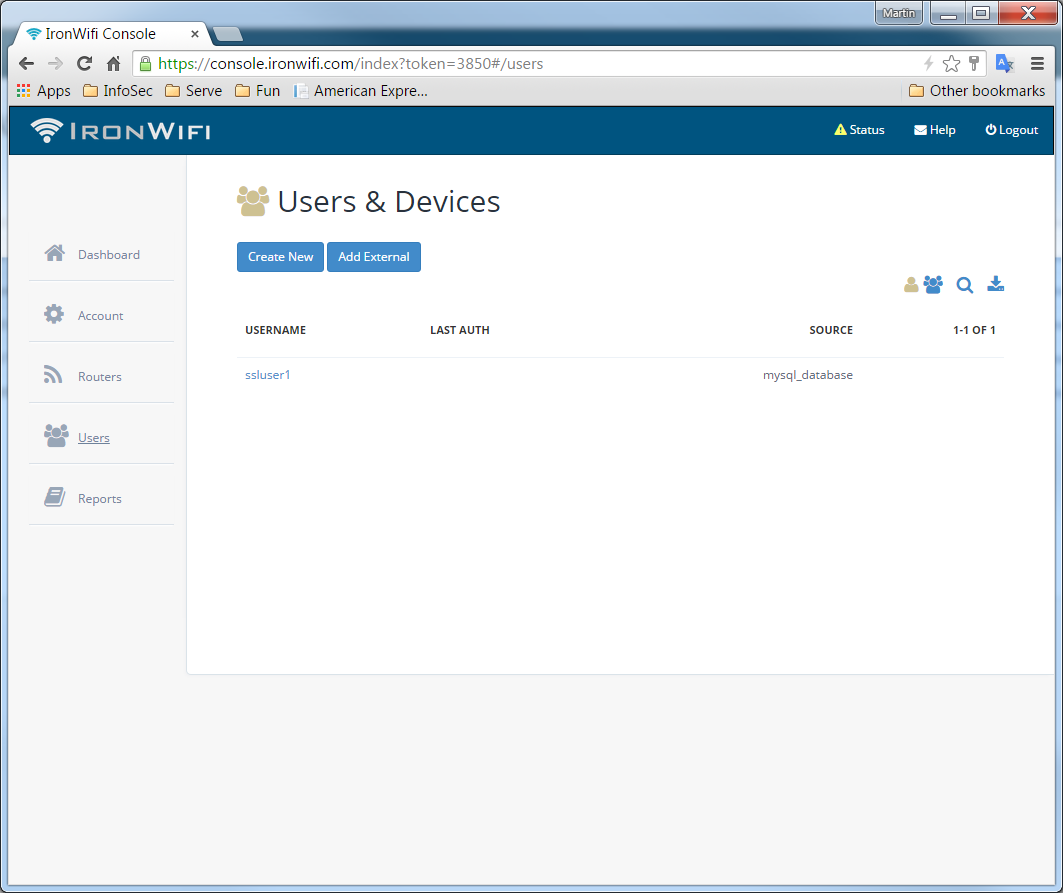 Martin
IronWifi Console
https://console.ironwifi.com/index?token=3850#/users
Apps InfoSec Serve Fun American Expre... Other bookmarks
IRONWIFI Status Help Logout
Users & Devices
Create New Add External
Dashboard
Account
Routers
Users
Reports
USERNAME LAST AUTH SOURCE 1-1 OF 1
ssluser1 mysql_database